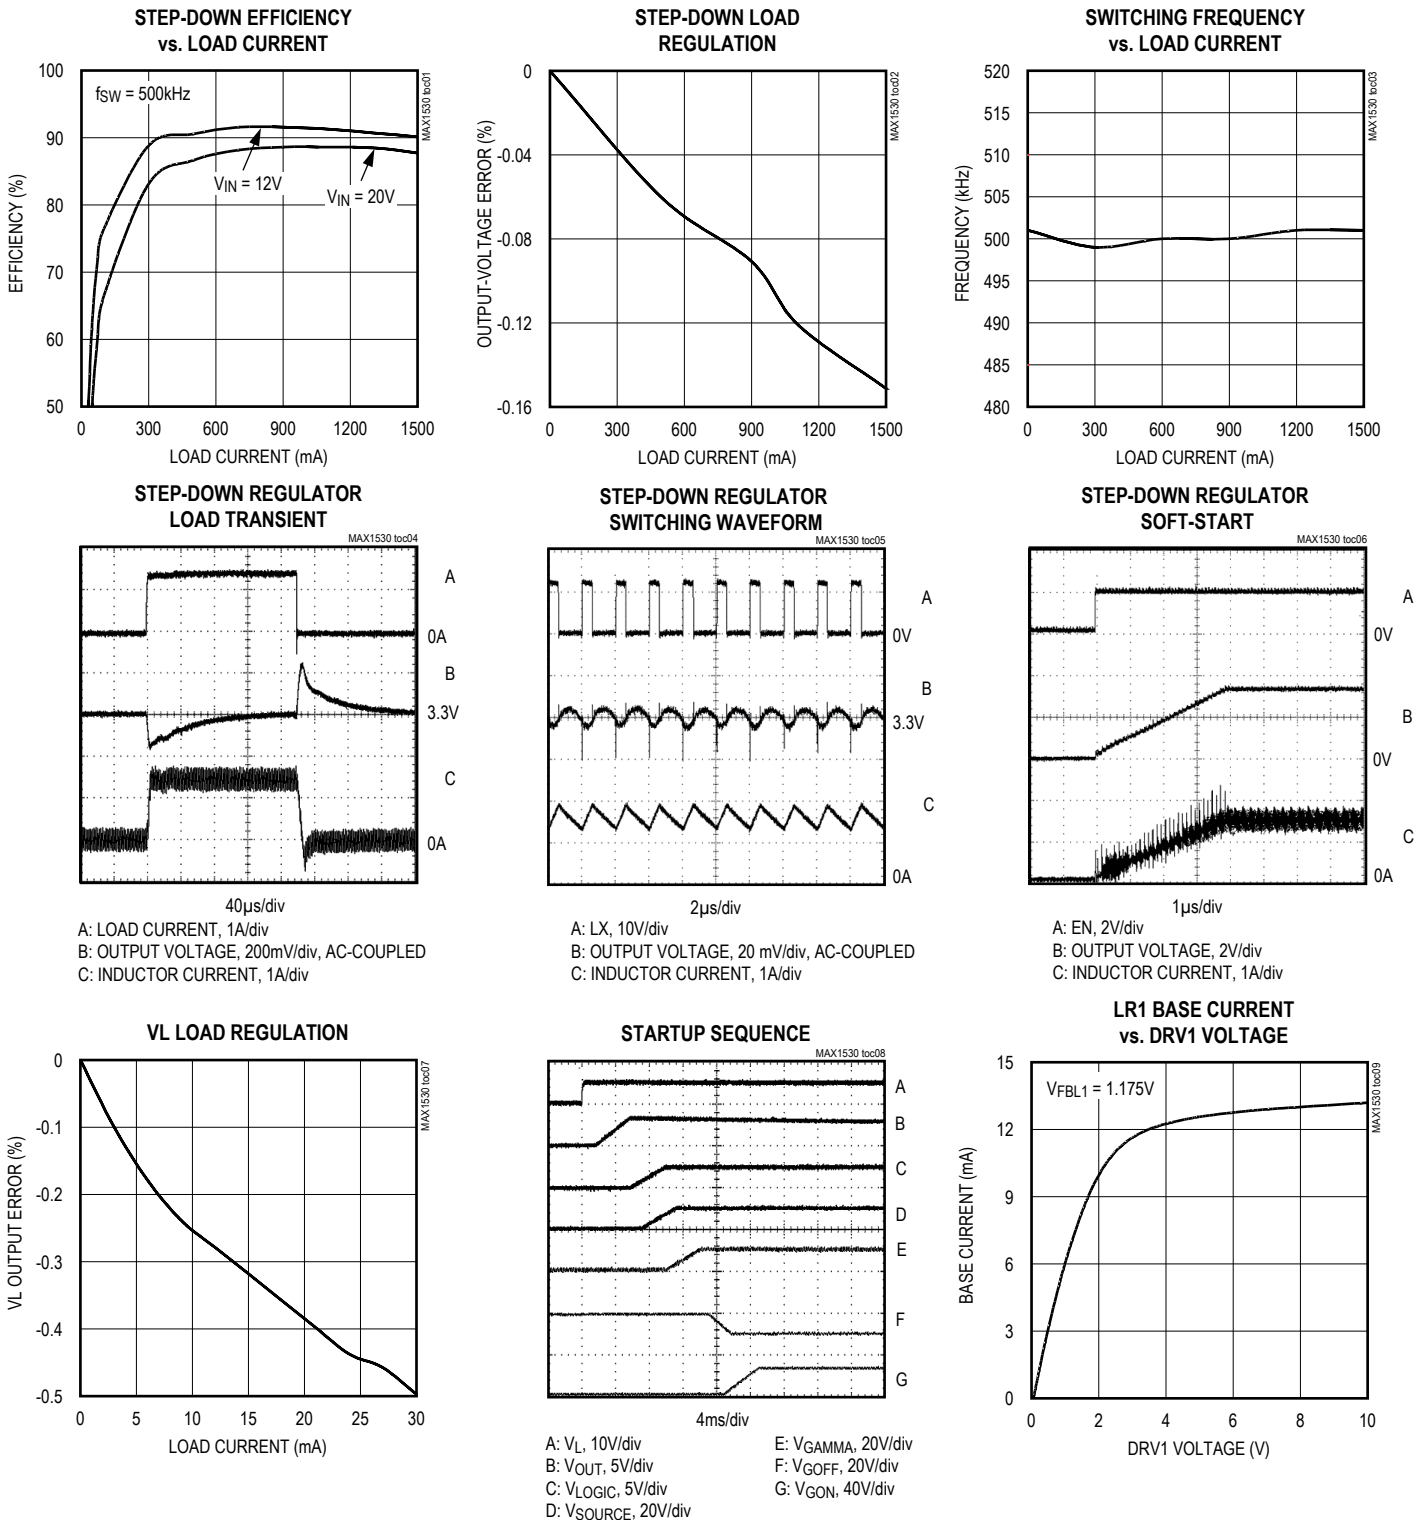 STEP-DOWN EFFICIENCY
vs. LOAD CURRENT
MAX1530 toc01
fSW = 500kHz
VIN = 12V
VIN = 20V
100
90
80
70
60
50
EFFICIENCY (%)
0 300 600 900 1200 1500
LOAD CURRENT (mA)
STEP-DOWN LOAD
REGULATION
MAX1530 toc02
0
-0.04
-0.08
-0.12
-0.16
OUTPUT-VOLTAGE ERROR (%)
0 300 600 900 1200 1500
LOAD CURRENT (mA)
SWITCHING FREQUENCY
vs. LOAD CURRENT
MAX1530 toc03
520
515
510
505
500
495
490
485
480
FREQUENCY (kHz)
0 300 600 900 1200 1500
LOAD CURRENT (mA)
STEP-DOWN REGULATOR
LOAD TRANSIENT
MAX1530 toc04
A
0A
B
3.3V
C
0A
40µs/div
A: LOAD CURRENT, 1A/div
B: OUTPUT VOLTAGE, 200mV/div, AC-COUPLED
C: INDUCTOR CURRENT, 1A/div
STEP-DOWN REGULATOR
SWITCHING WAVEFORM
MAX1530 toc05
A
0V
B
3.3V
C
0A
2µs/div
A: LX, 10V/div
B: OUTPUT VOLTAGE, 20 mV/div, AC-COUPLED
C: INDUCTOR CURRENT, 1A/div
STEP-DOWN REGULATOR
SOFT-START
MAX1530 toc06
A
0V
B
0V
C
0A
1µs/div
A: EN, 2V/div
B: OUTPUT VOLTAGE, 2V/div
C: INDUCTOR CURRENT, 1A/div
VL LOAD REGULATION
MAX1530 toc07
0
-0.1
-0.2
-0.3
-0.4
-0.5
VL OUTPUT ERROR (%)
0 5 10 15 20 25 30
LOAD CURRENT (mA)
STARTUP SEQUENCE
MAX1530 toc08
A
B
C
D
E
F
G
4ms/div
A: VL, 10V/div
B: VOUT, 5V/div
C: VLOGIC, 5V/div
D: VSOURCE, 20V/div
E: VGAMMA, 20V/div
F: VGOFF, 20V/div
G: VGON, 40V/div
LR1 BASE CURRENT
vs. DRV1 VOLTAGE
MAX1530 toc09
VFBL1 = 1.175V
15
12
9
6
3
0
BASE CURRENT (mA)
0 2 4 6 8 10
DRV1 VOLTAGE (V)